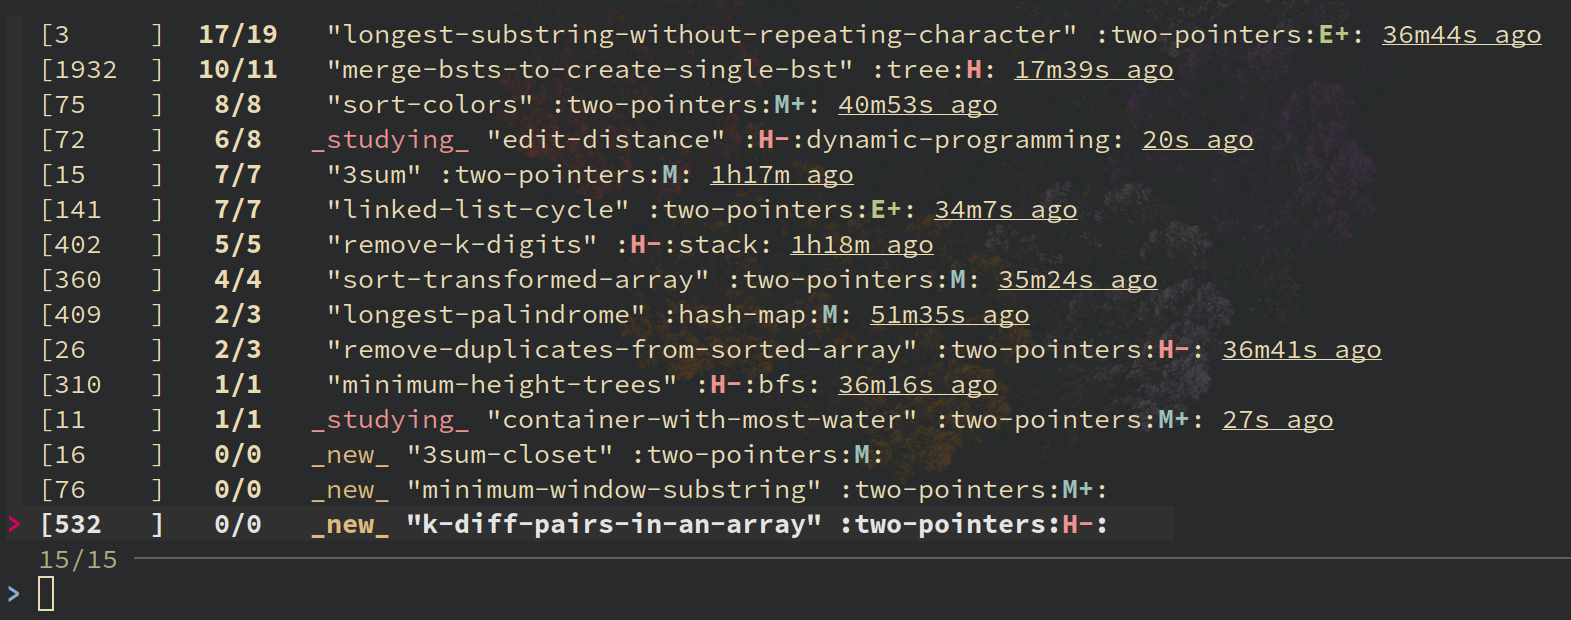 [3     ]  17/19   "longest-substring-without-repeating-character" :two-pointers:E+: 36m44s ago
[1932  ]  10/11   "merge-bsts-to-create-single-bst" :tree:H: 17m39s ago
[75    ]   8/8    "sort-colors" :two-pointers:M+: 40m53s ago
[72    ]   6/8   _studying_ "edit-distance" :H-:dynamic-programming: 20s ago
[15    ]   7/7    "3sum" :two-pointers:M: 1h17m ago
[141   ]   7/7    "linked-list-cycle" :two-pointers:E+: 34m7s ago
[402   ]   5/5    "remove-k-digits" :H-:stack: 1h18m ago
[360   ]   4/4    "sort-transformed-array" :two-pointers:M: 35m24s ago
[409   ]   2/3    "longest-palindrome" :hash-map:M: 51m35s ago
[26    ]   2/3    "remove-duplicates-from-sorted-array" :two-pointers:H-: 36m41s ago
[310   ]   1/1    "minimum-height-trees" :H-:bfs: 36m16s ago
[11    ]   1/1   _studying_ "container-with-most-water" :two-pointers:M+: 27s ago
[16    ]   0/0   _new_ "3sum-closet" :two-pointers:M:
[76    ]   0/0   _new_ "minimum-window-substring" :two-pointers:M+:
> [532   ]   0/0   _new_ "k-diff-pairs-in-an-array" :two-pointers:H-:
15/15
>